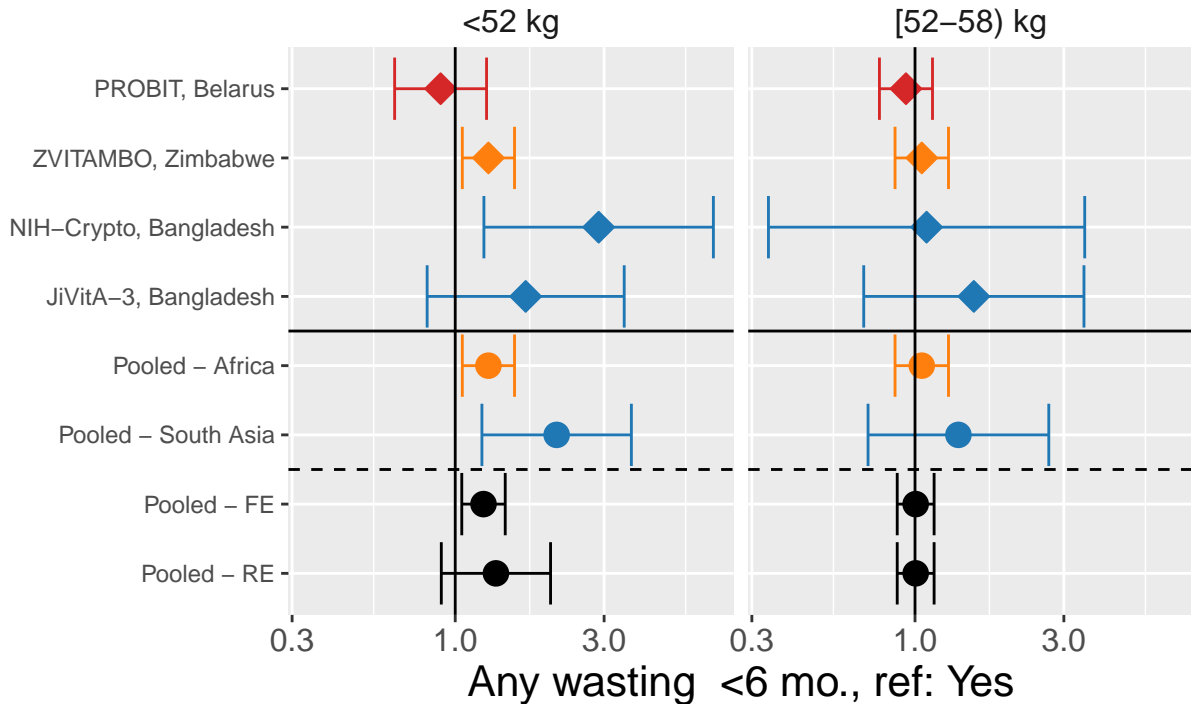 <52 kg
[52−58) kg
PROBIT, Belarus
ZVITAMBO, Zimbabwe
NIH−Crypto, Bangladesh
JiVitA−3, Bangladesh
Pooled − Africa
Pooled − South Asia
Pooled − FE
Pooled − RE
0.3 1.0 3.0 0.3 1.0 3.0
Any wasting <6 mo., ref: Yes